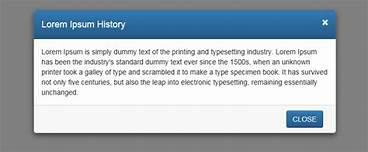 Lorem Ipsum History ×
Lorem Ipsum is simply dummy text of the printing and typesetting industry. Lorem Ipsum
has been the industry's standard dummy text ever since the 1500s, when an unknown
printer took a galley of type and scrambled it to make a type specimen book. It has survived
not only five centuries, but also the leap into electronic typesetting, remaining essentially
unchanged.
CLOSE